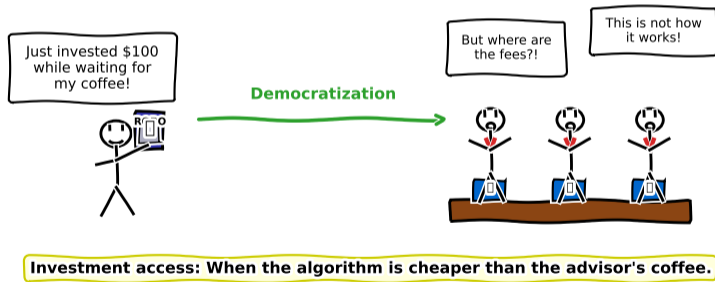 Just invested $100
while waiting for
my coffee!
Democratization
But where are
the fees?!
This is not how
it works!
Investment access: When the algorithm is cheaper than the advisor's coffee.